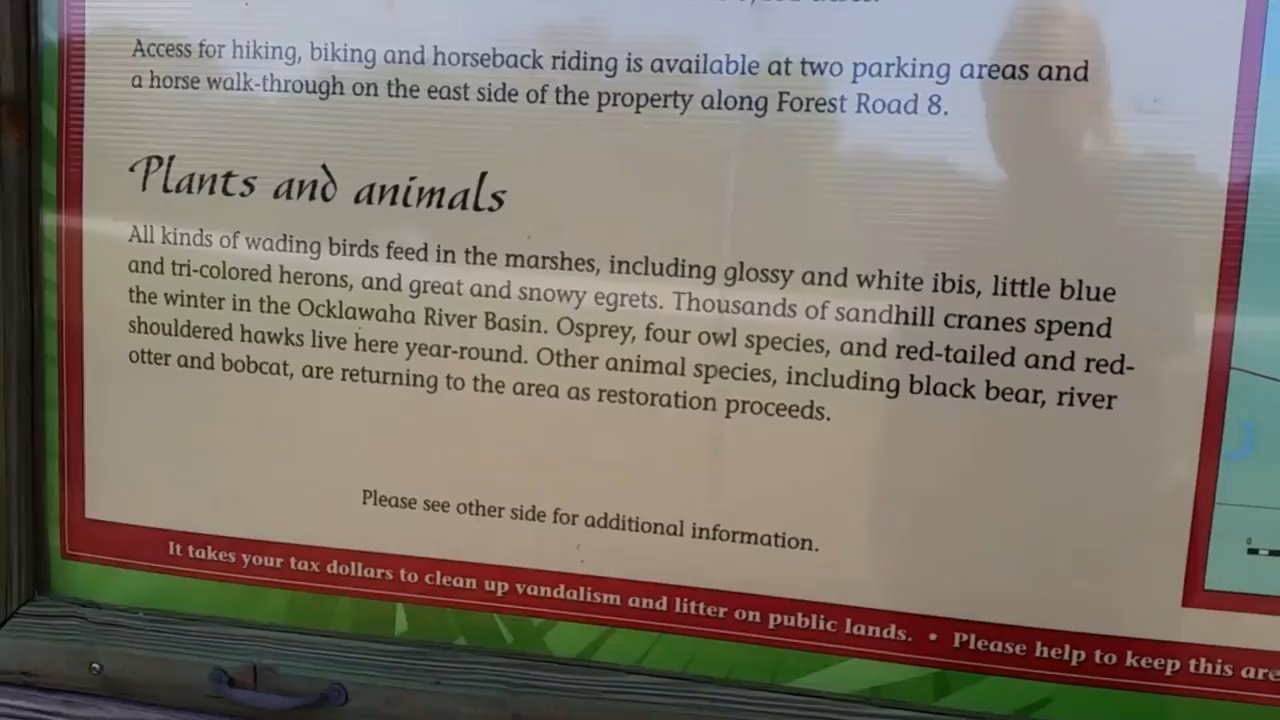 Access for hiking, biking and horseback riding is available at two parking areas and
a horse walk-through on the east side of the property along Forest Road 8.
Plants and animals
All kinds of wading birds feed in the marshes, including glossy and white ibis, little blue
and tri-colored herons, and great and snowy egrets. Thousands of sandhill cranes spend
the winter in the Ocklawaha River Basin. Osprey, four owl species, and red-tailed and red-
shouldered hawks live here year-round. Other animal species, including black bear, river
otter and bobcat, are returning to the area as restoration proceeds.
Please see other side for additional information.
It takes your tax dollars to clean up vandalism and litter on public lands. • Please help to keep this
0